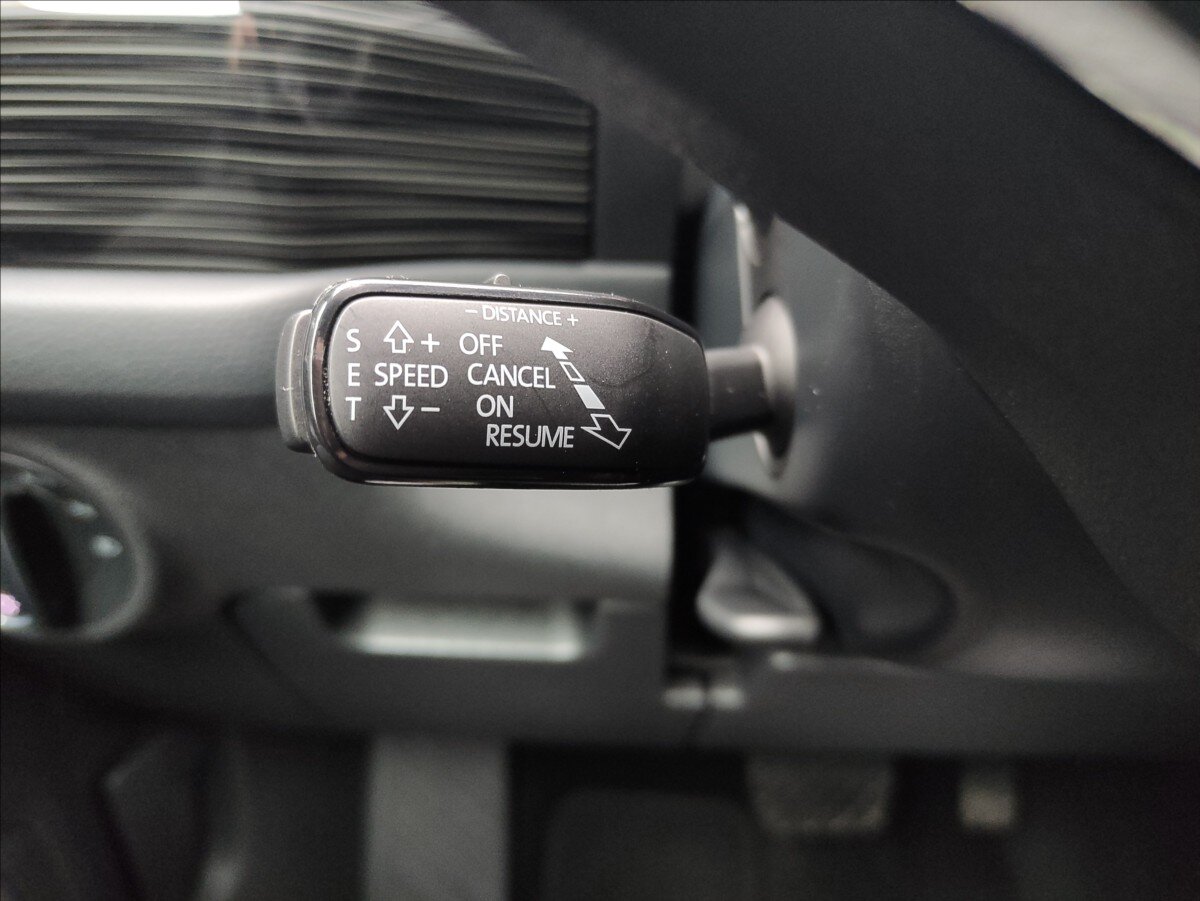 − DISTANCE +
S + OFF
E SPEED CANCEL
T − ON
RESUME